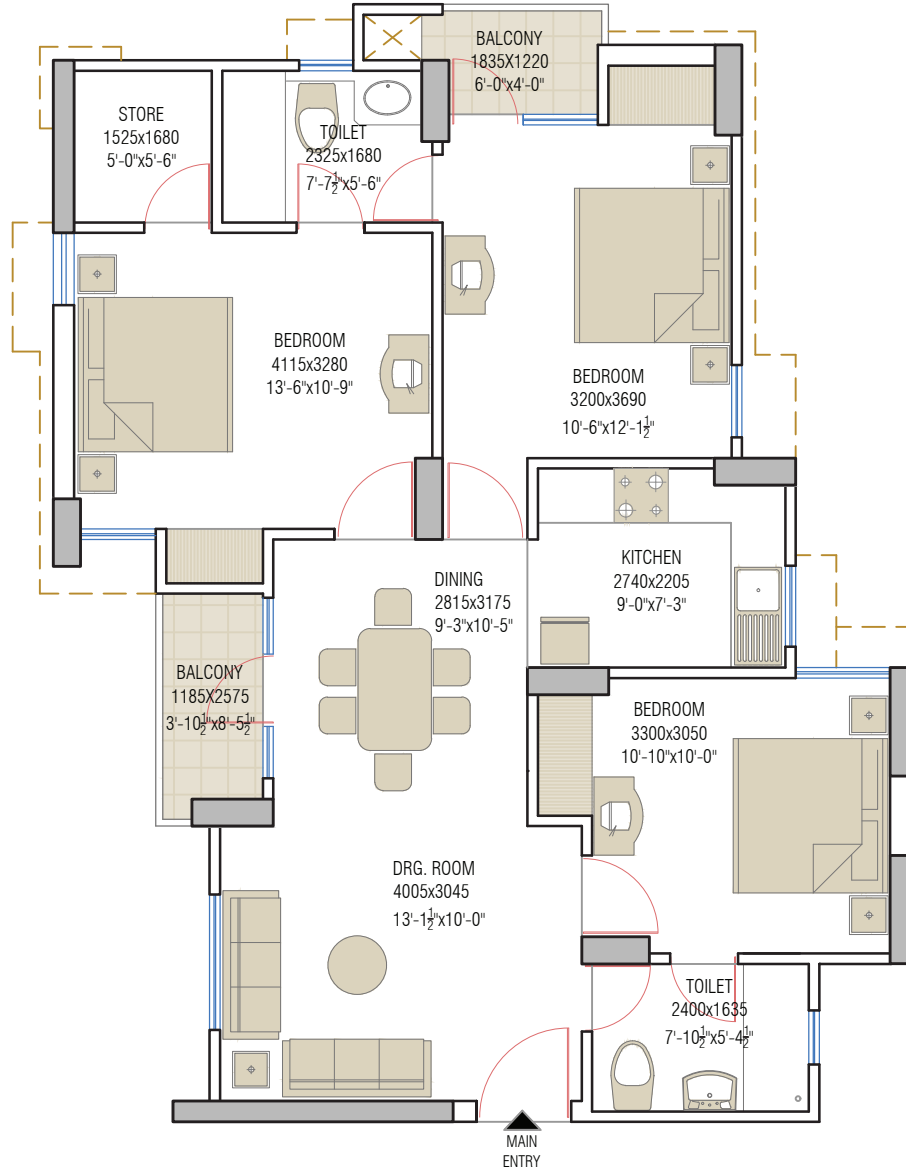 BALCONY
1835X1220
6'-0"x4'-0"
STORE
1525x1680
5'-0"x5'-6"
TOILET
2325x1680
7'-7½"x5'-6"
BEDROOM
4115x3280
13'-6"x10'-9"
BEDROOM
3200x3690
10'-6"x12'-1½"
KITCHEN
2740x2205
9'-0"x7'-3"
DINING
2815x3175
9'-3"x10'-5"
BALCONY
1185X2575
3'-10½"x8'-5½"
BEDROOM
3300x3050
10'-10"x10'-0"
DRG. ROOM
4005x3045
13'-1½"x10'-0"
TOILET
2400x1635
7'-10½"x5'-4½"
MAIN
ENTRY